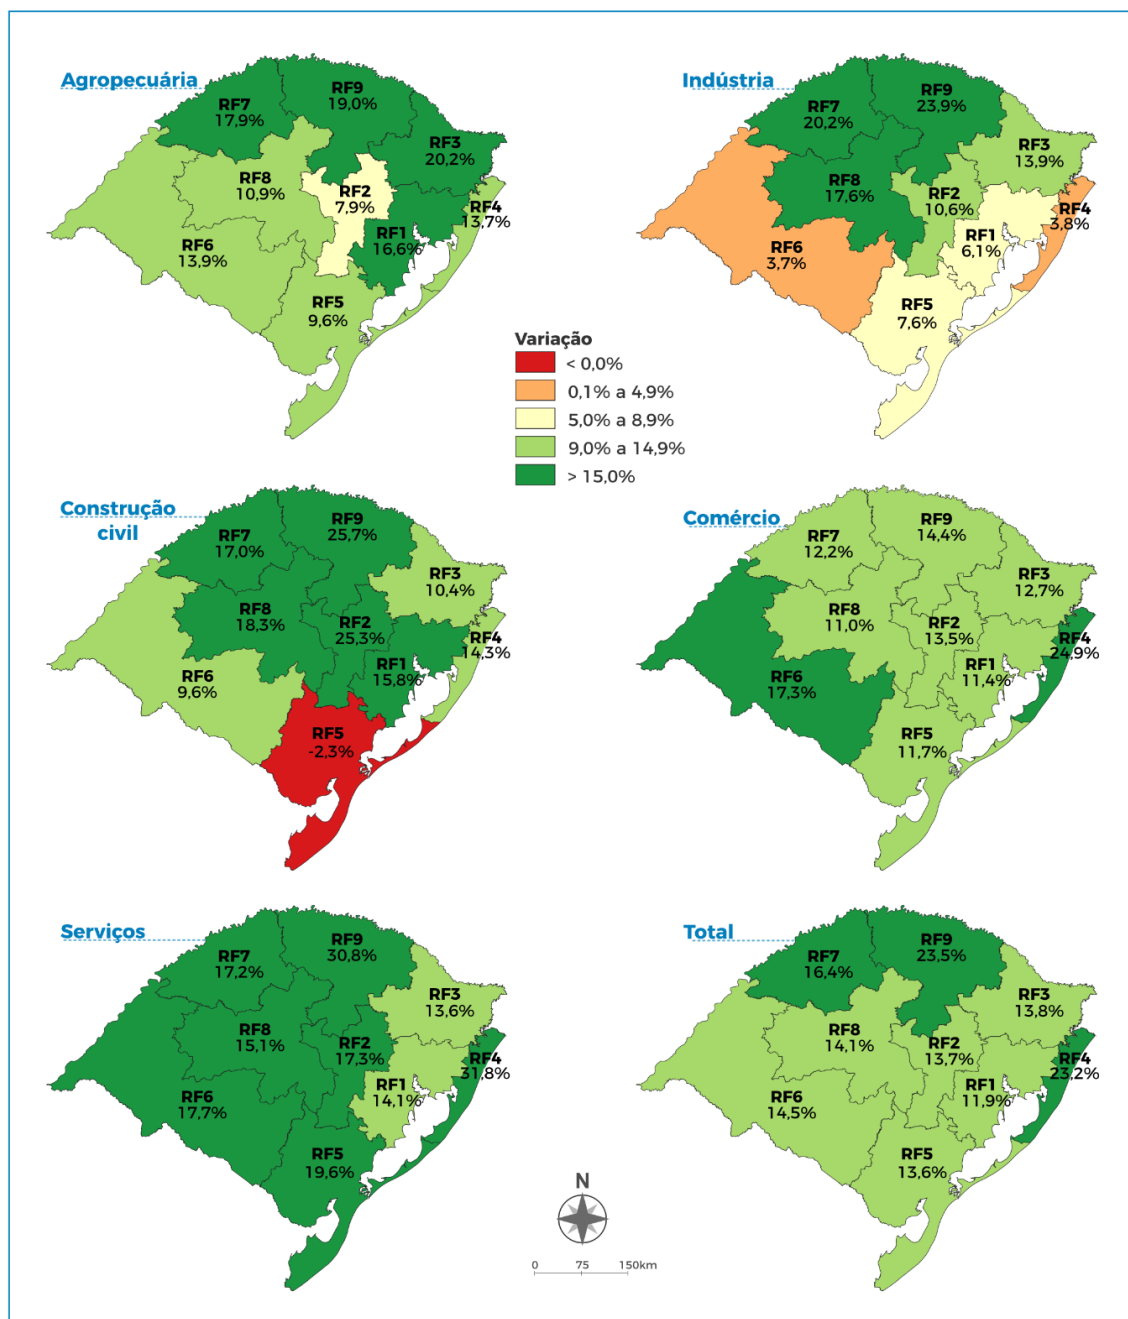 Agropecuária
RF7
17,9%
RF9
19,0%
RF3
20,2%
RF8
10,9%
RF2
7,9%
RF4
13,7%
RF1
16,6%
RF6
13,9%
RF5
9,6%
Indústria
RF7
20,2%
RF9
23,9%
RF3
13,9%
RF8
17,6%
RF2
10,6%
RF4
3,8%
RF1
6,1%
RF6
3,7%
RF5
7,6%
Variação
< 0,0%
0,1% a 4,9%
5,0% a 8,9%
9,0% a 14,9%
> 15,0%
Construção
civil
RF7
17,0%
RF9
25,7%
RF3
10,4%
RF8
18,3%
RF2
25,3%
RF4
14,3%
RF1
15,8%
RF6
9,6%
RF5
-2,3%
Comércio
RF7
12,2%
RF9
14,4%
RF3
12,7%
RF8
11,0%
RF2
13,5%
RF4
24,9%
RF1
11,4%
RF6
17,3%
RF5
11,7%
Serviços
RF7
17,2%
RF9
30,8%
RF3
13,6%
RF8
15,1%
RF2
17,3%
RF4
31,8%
RF1
14,1%
RF6
17,7%
RF5
19,6%
Total
RF7
16,4%
RF9
23,5%
RF3
13,8%
RF8
14,1%
RF2
13,7%
RF4
23,2%
RF1
11,9%
RF6
14,5%
RF5
13,6%
N
0 75 150km